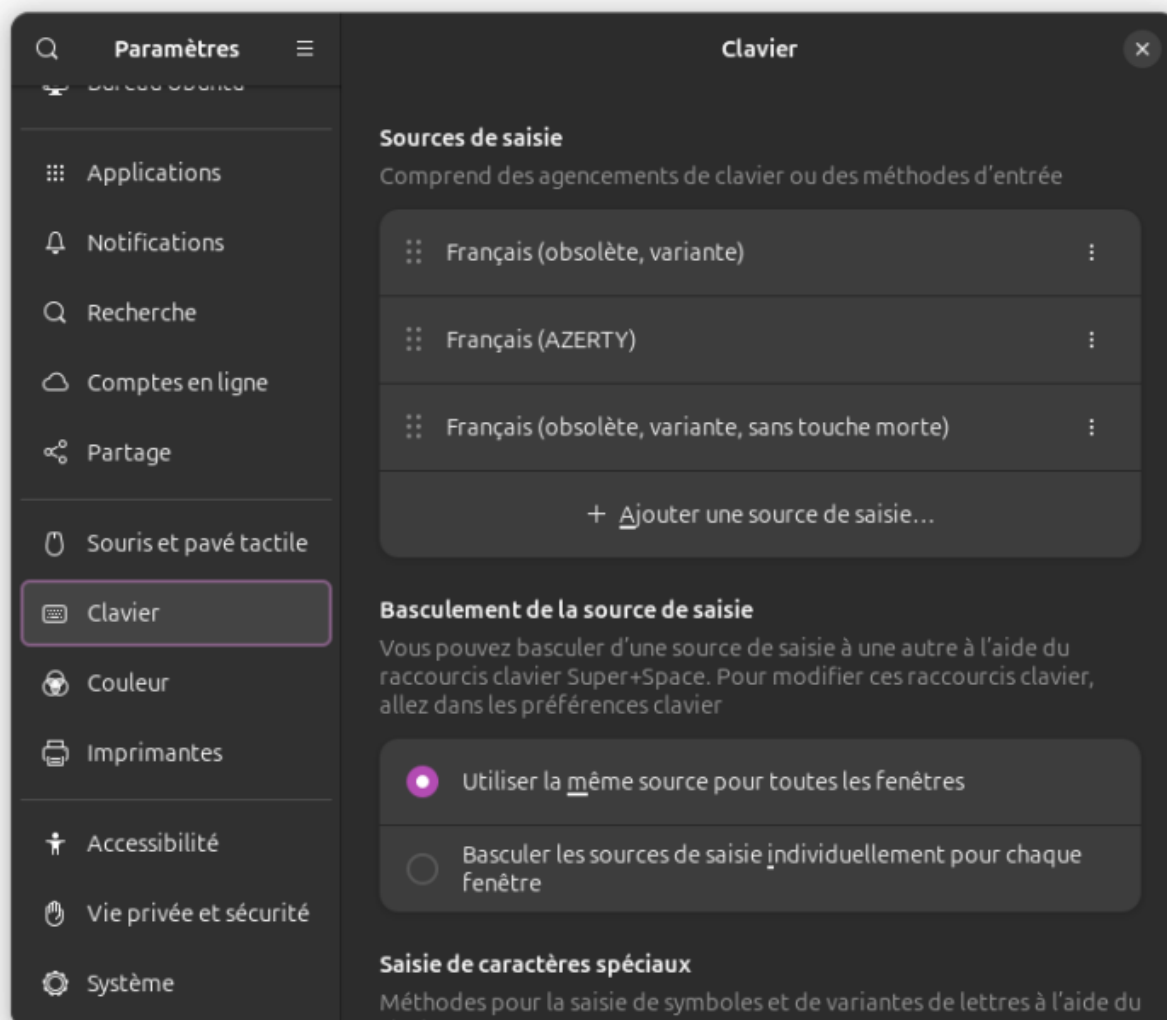 Paramètres
Bureau Ubuntu
Applications
Notifications
Recherche
Comptes en ligne
Partage
Souris et pavé tactile
Clavier
Couleur
Imprimantes
Accessibilité
Vie privée et sécurité
Système
Clavier
Sources de saisie
Comprend des agencements de clavier ou des méthodes d’entrée
Français (obsolète, variante)
Français (AZERTY)
Français (obsolète, variante, sans touche morte)
+ Ajouter une source de saisie…
Basculement de la source de saisie
Vous pouvez basculer d’une source de saisie à une autre à l’aide du
raccourcis clavier Super+Space. Pour modifier ces raccourcis clavier,
allez dans les préférences clavier
Utiliser la même source pour toutes les fenêtres
Basculer les sources de saisie individuellement pour chaque
fenêtre
Saisie de caractères spéciaux
Méthodes pour la saisie de symboles et de variantes de lettres à l’aide du